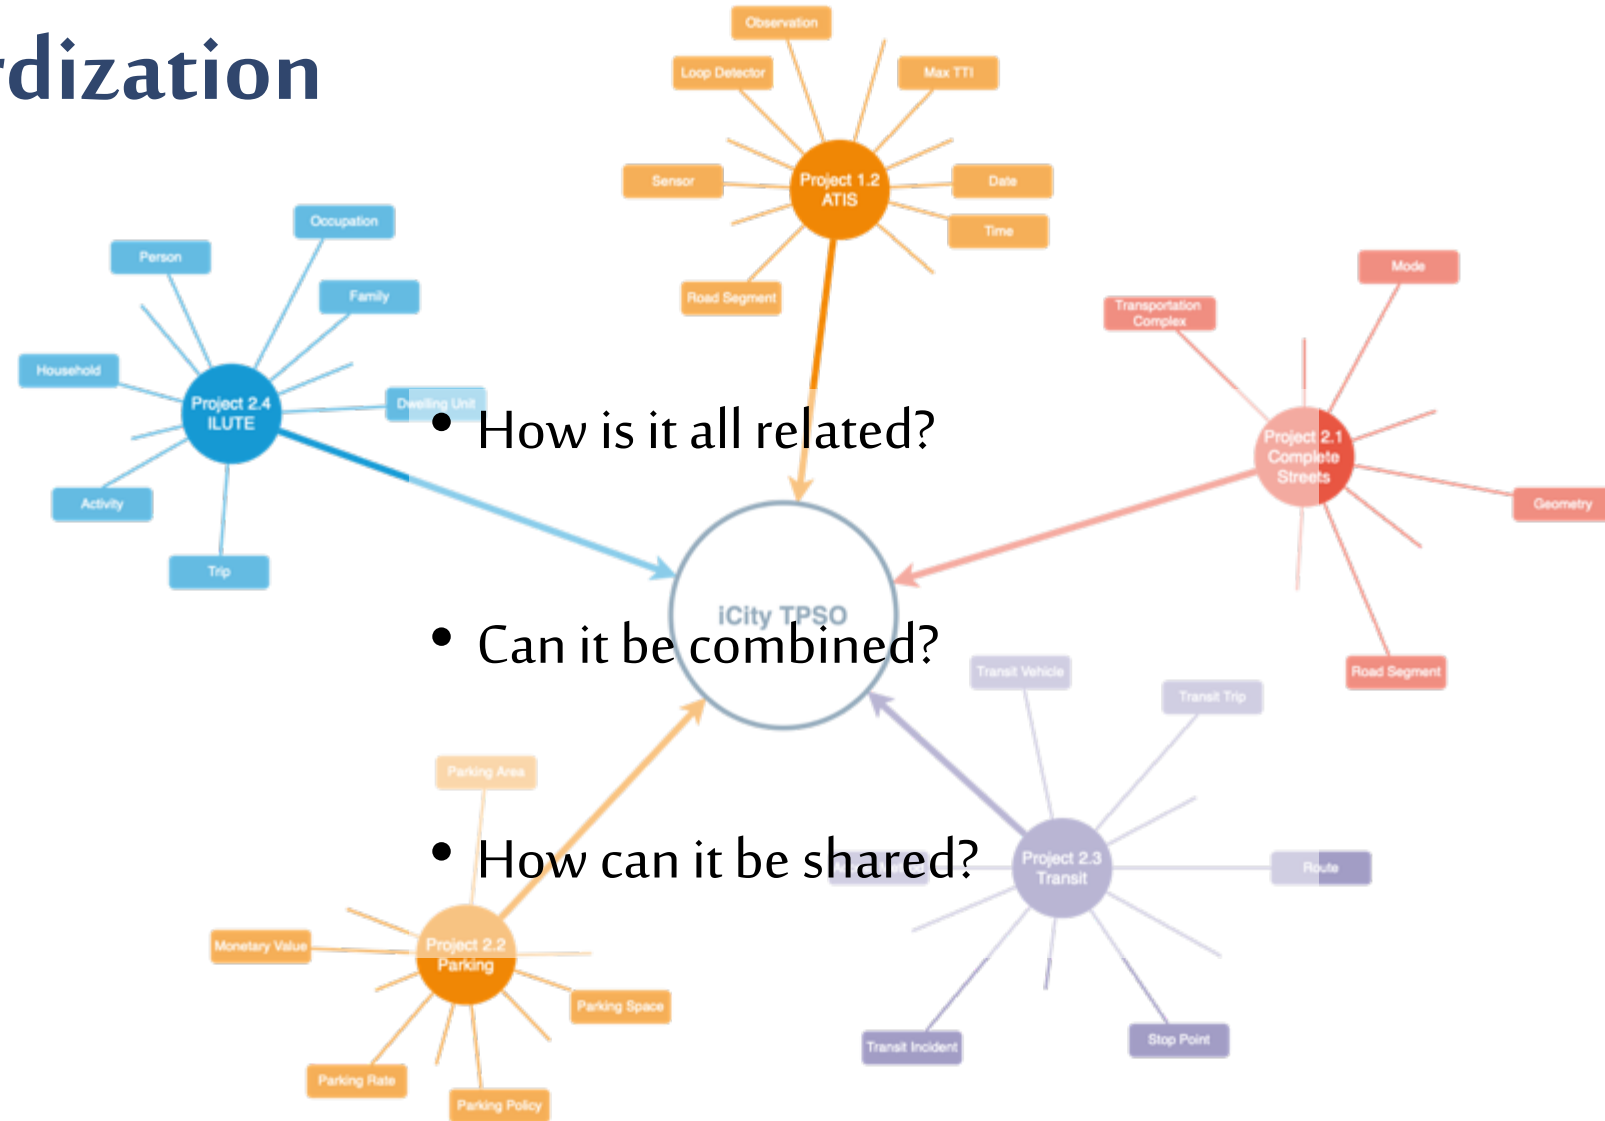 rdization
Observation
Loop Detector
Max TTI
Project 1.2
ATIS
Sensor
Date
Time
Road Segment
Occupation
Person
Family
Household
Project 2.4
ILUTE
Dwelling Unit
Activity
Trip
Mode
Transportation
Complex
Project 2.1
Complete
Streets
Geometry
Road Segment
• How is it all related?
iCity TPSO
• Can it be combined?
Transit Vehicle
Transit Trip
Parking Area
• How can it be shared?
Project 2.3
Transit
Route
Monetary Value
Project 2.2
Parking
Parking Space
Transit Incident
Stop Point
Parking Rate
Parking Policy